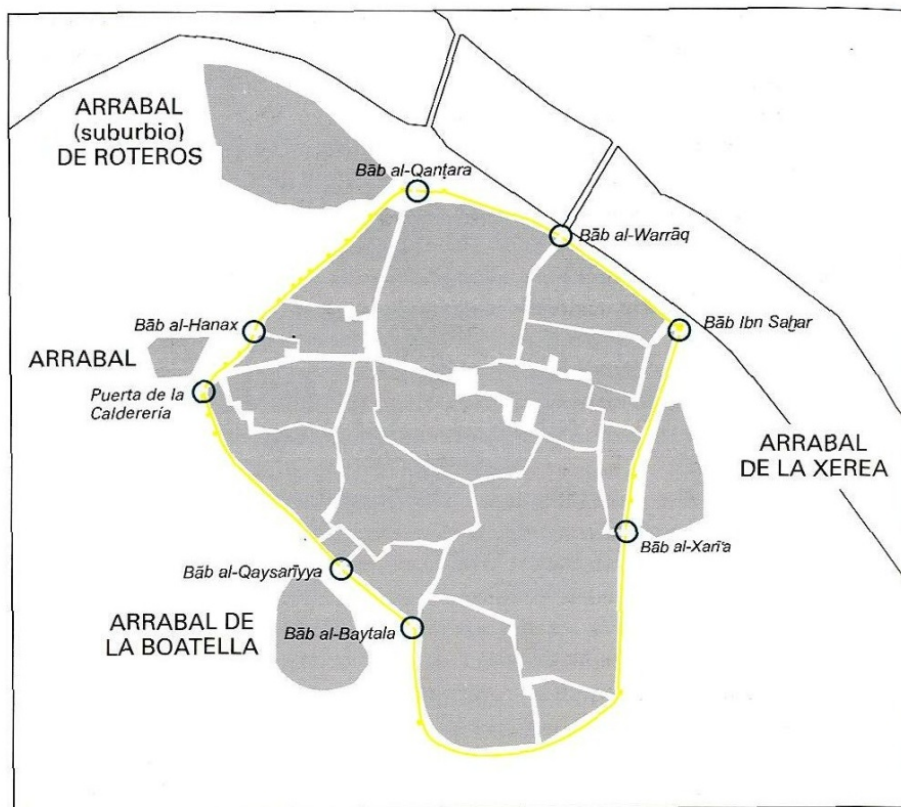 ARRABAL
(suburbio)
DE ROTEROS
Bāb al-Qanṭara
Bāb al-Warrāq
Bāb al-Hanax
Bāb Ibn Saḫar
ARRABAL
Puerta de la
Calderería
ARRABAL
DE LA XEREA
Bāb al-Xarī'a
Bāb al-Qaysarīyya
ARRABAL DE
LA BOATELLA
Bāb al-Baytala